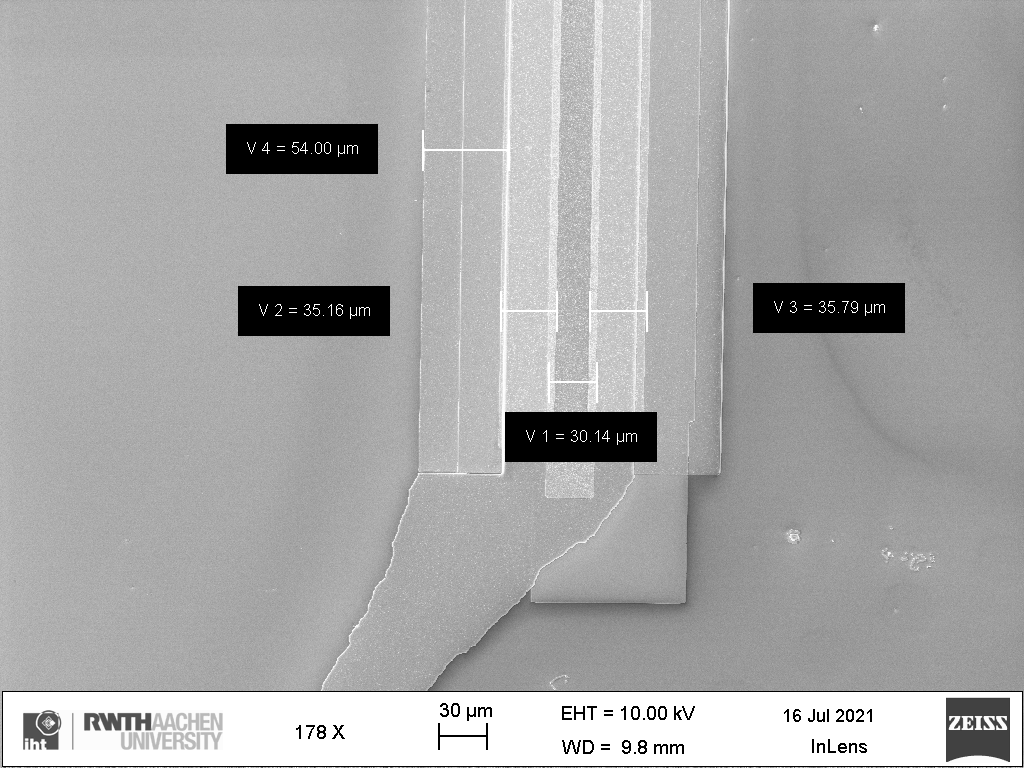 V 4 = 54.00 µm
V 2 = 35.16 µm
V 3 = 35.79 µm
V 1 = 30.14 µm
iht
RWTHAACHEN
UNIVERSITY
178 X
30 µm
EHT = 10.00 kV
WD = 9.8 mm
16 Jul 2021
InLens
ZEISS